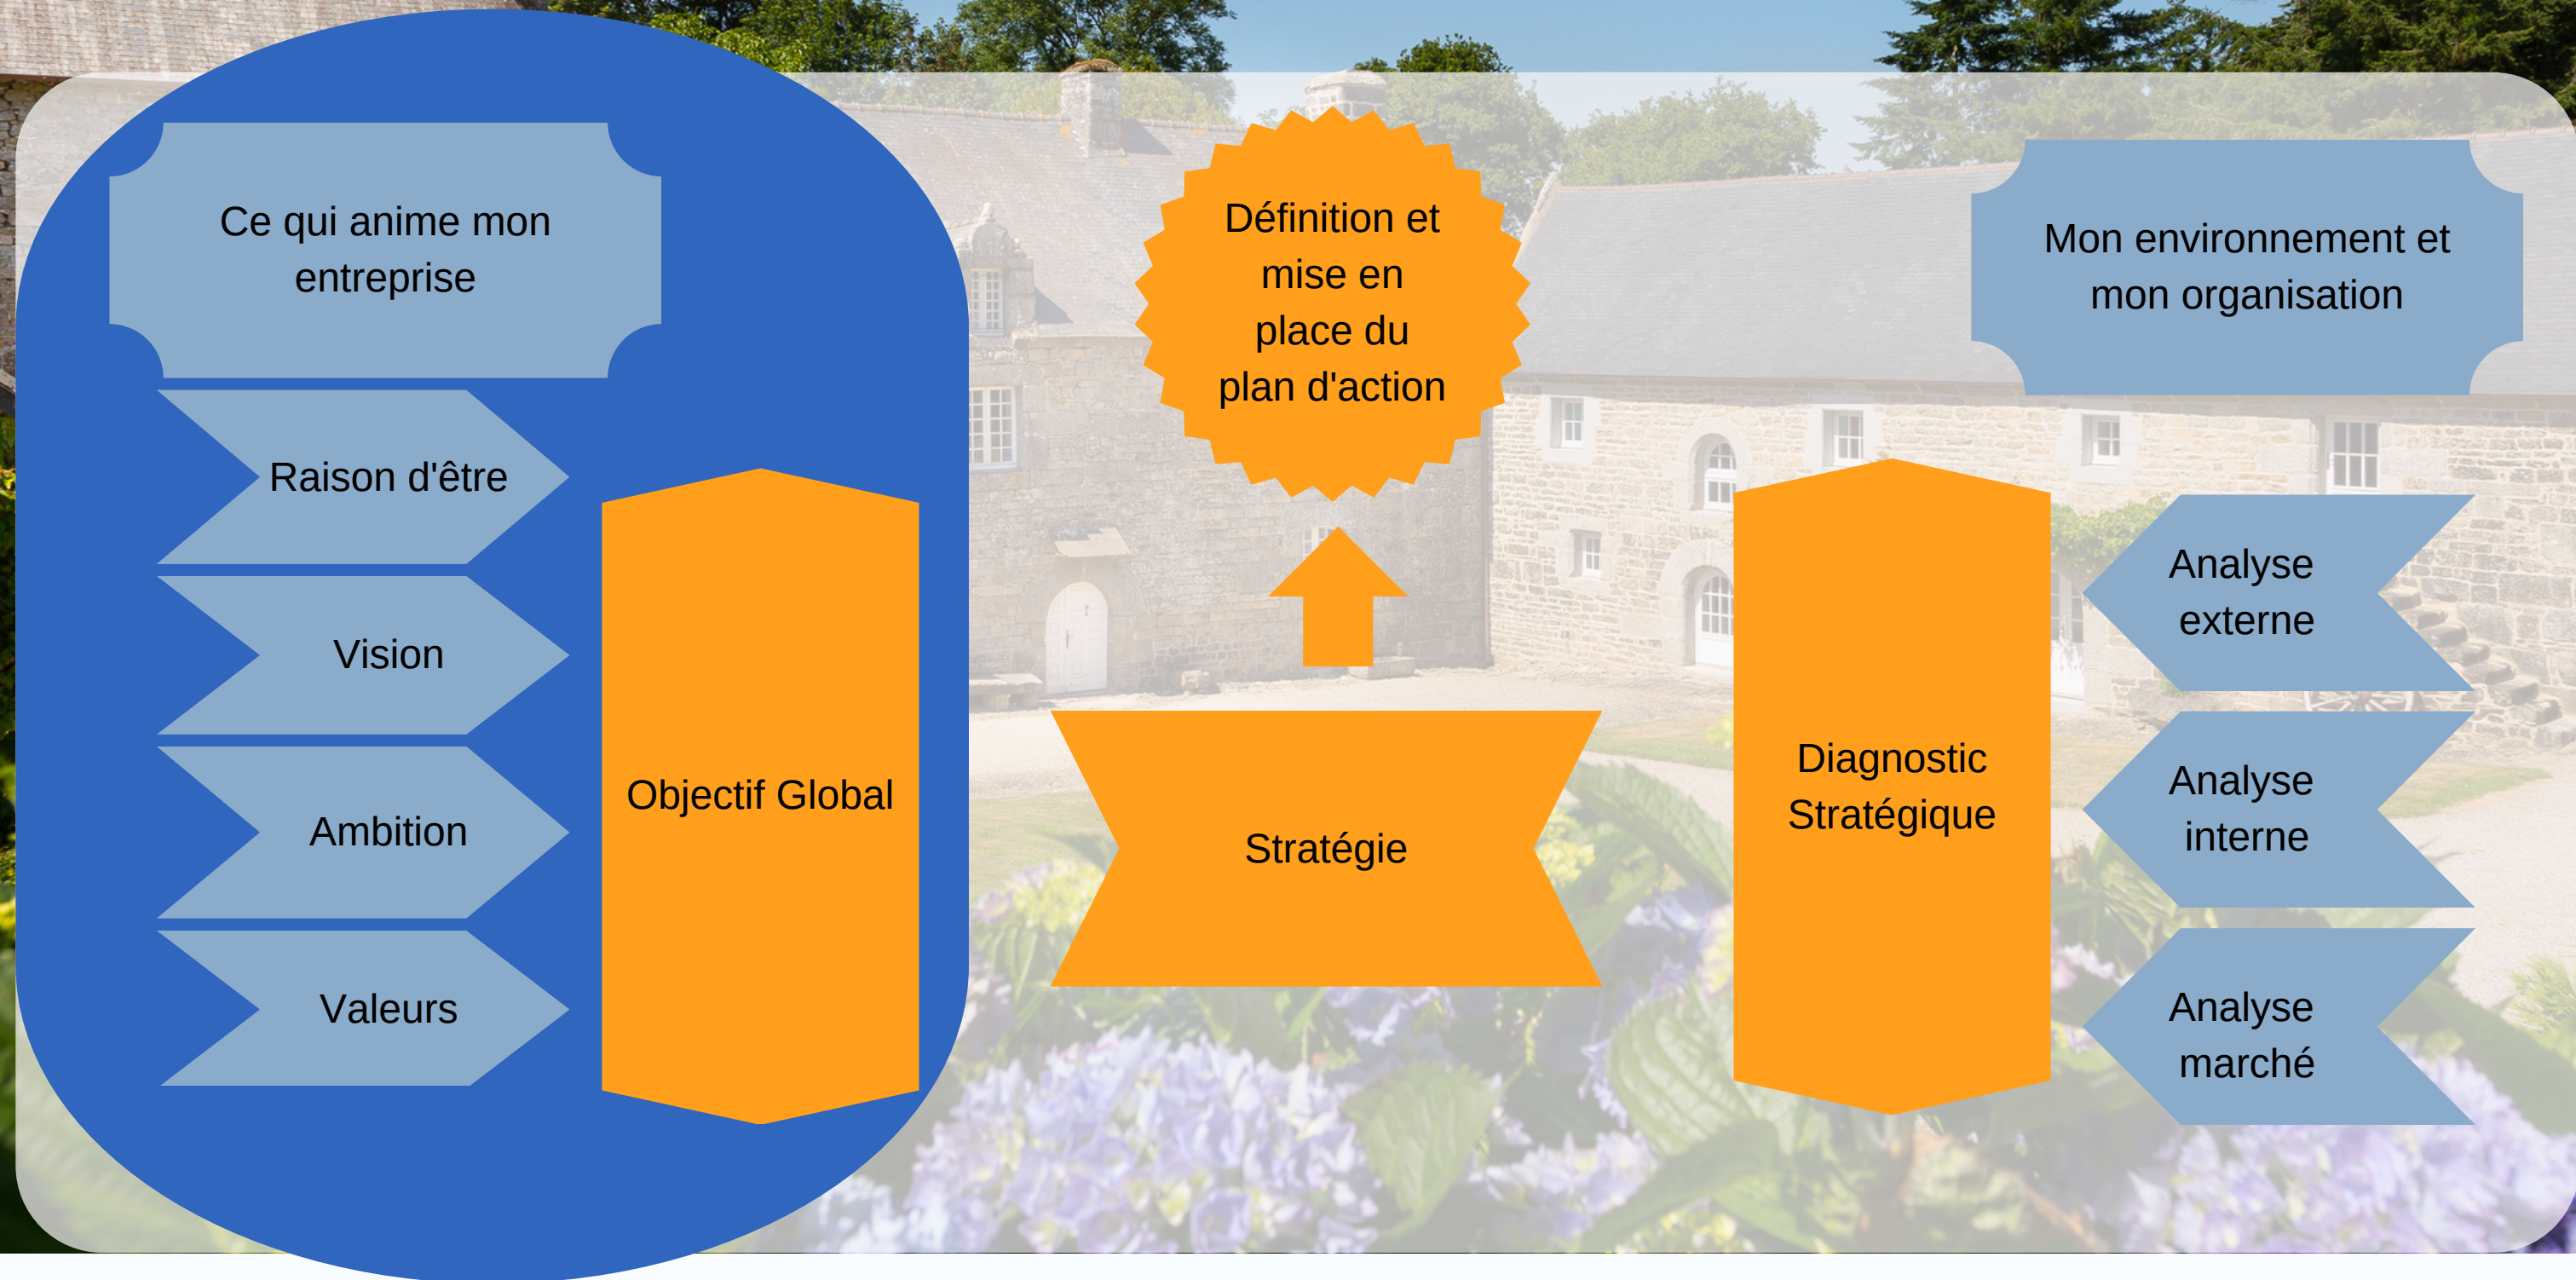 Ce qui anime mon
entreprise
Raison d'être
Vision
Ambition
Valeurs
Objectif Global
Définition et
mise en
place du
plan d'action
Stratégie
Mon environnement et
mon organisation
Diagnostic
Stratégique
Analyse
externe
Analyse
interne
Analyse
marché